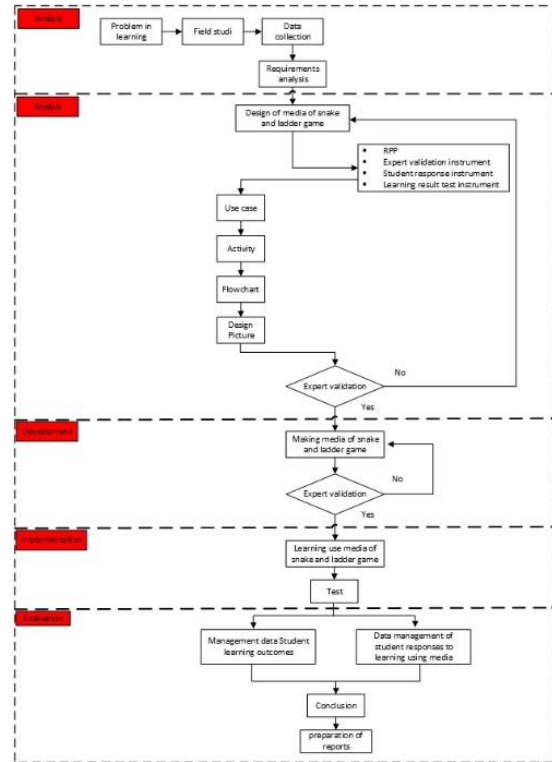 Analyst
Problem in
learning
Field studi
Data
collection
Requirements
analysis
Analyst
Design of media of snake
and ladder game
• RPP
• Expert validation instrument
• Student response instrument
• Learning result test instrument
Use case
Activity
Flowchart
Design
Picture
Expert validation
No
Yes
Development
Making media of snake
and ladder game
No
Expert validation
Yes
Implementation
Learning use media of
snake and ladder game
Test
Evaluation
Management data Student
learning outcomes
Data management of
student responses to
learning using media
Conclusion
preparation of
reports